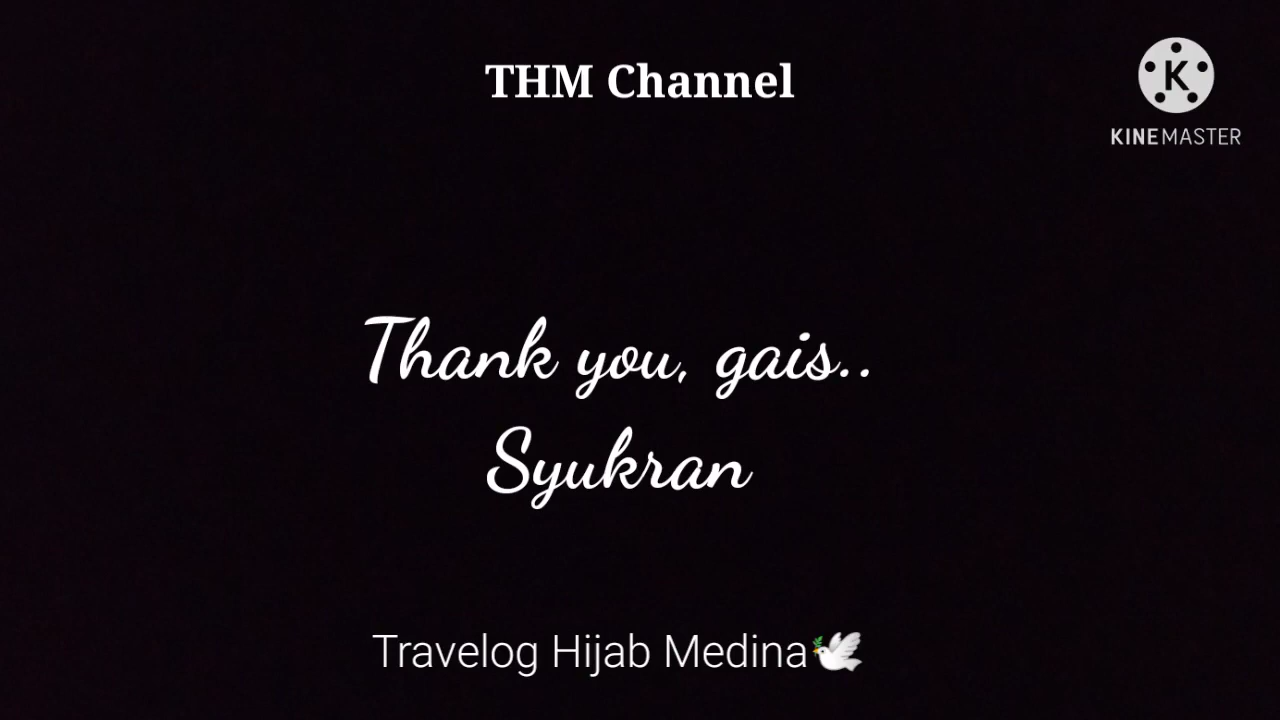 THM Channel
K
KINEMASTER
Thank you, gais..
Syukran
Travelog Hijab Medina🕊️